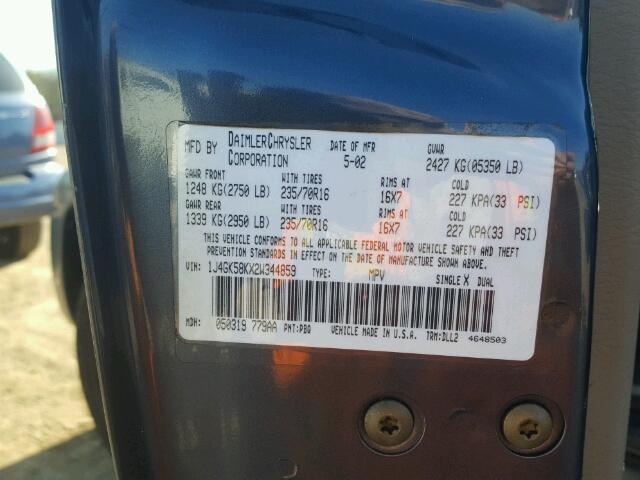 MFD BY DAIMLERCHRYSLER CORPORATION DATE OF MFR 5-02 GVWR 2427 KG(05350 LB)
GAWR FRONT WITH TIRES RIMS AT COLD
1248 KG(2750 LB) 235/70R16 16X7 227 KPA(33 PSI)
GAWR REAR WITH TIRES RIMS AT COLD
1339 KG(2950 LB) 235/70R16 16X7 227 KPA(33 PSI)
THIS VEHICLE CONFORMS TO ALL APPLICABLE FEDERAL MOTOR VEHICLE SAFETY AND THEFT
PREVENTION STANDARDS IN EFFECT ON THE DATE OF MANUFACTURE SHOWN ABOVE.
VIN: 1J4GK58KX2W344859 TYPE: MPV SINGLE X DUAL
MDH: 050319 779AA PNT:PBQ VEHICLE MADE IN U.S.A. TRM:DLL2 4648503